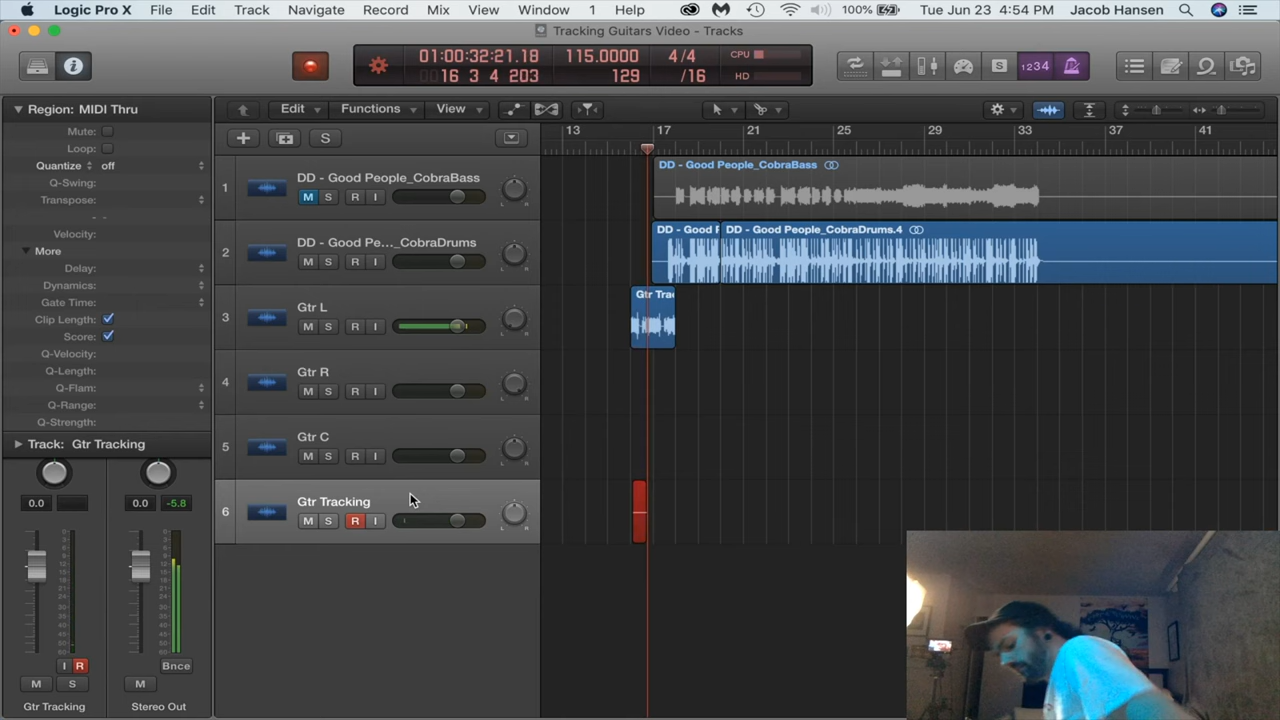 Logic Pro X File Edit Track Navigate Record Mix View Window 1 Help 100% Tue Jun 23 4:54 PM Jacob Hansen
Tracking Guitars Video - Tracks
01:00:32:21.18 115.0000 4/4 CPU
16 3 4 203 129 /16 HD
S 1234
Region: MIDI Thru
Mute:
Loop:
Quantize off
Q-Swing:
Transpose:
- -
Velocity:
More
Delay:
Dynamics:
Gate Time:
Clip Length:
Score:
Q-Velocity:
Q-Length:
Q-Flam:
Q-Range:
Q-Strength:
Track: Gtr Tracking
0.0 0.0 -5.8
I R Bnce
M S M
Gtr Tracking Stereo Out
Edit Functions View
S
13 17 21 25 29 33 37 41
1 DD - Good People_CobraBass
M S R I
L R
2 DD - Good Pe..._CobraDrums
M S R I
L R
3 Gtr L
M S R I
L R
4 Gtr R
M S R I
L R
5 Gtr C
M S R I
L R
6 Gtr Tracking
M S R I
L R
DD - Good People_CobraBass
DD - Good F DD - Good People_CobraDrums.4
Gtr Trac